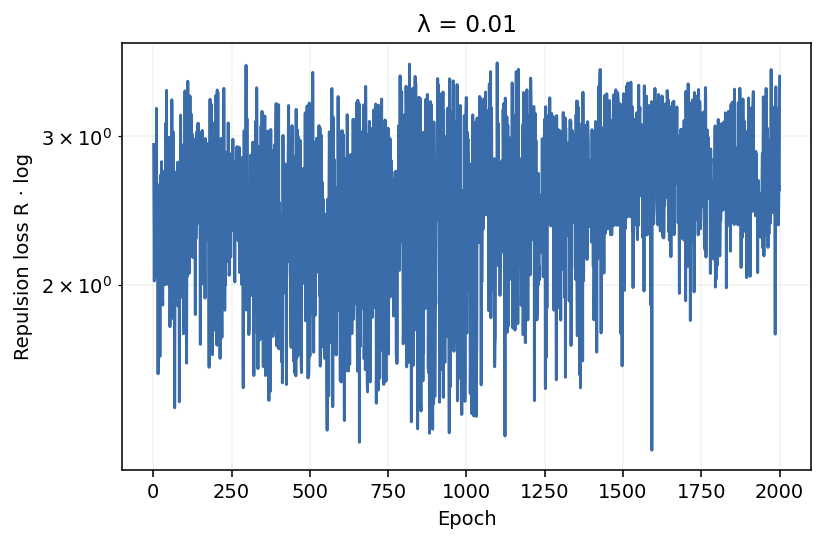 λ = 0.01
Repulsion loss R · log
3 × 10⁰
2 × 10⁰
0 250 500 750 1000 1250 1500 1750 2000
Epoch